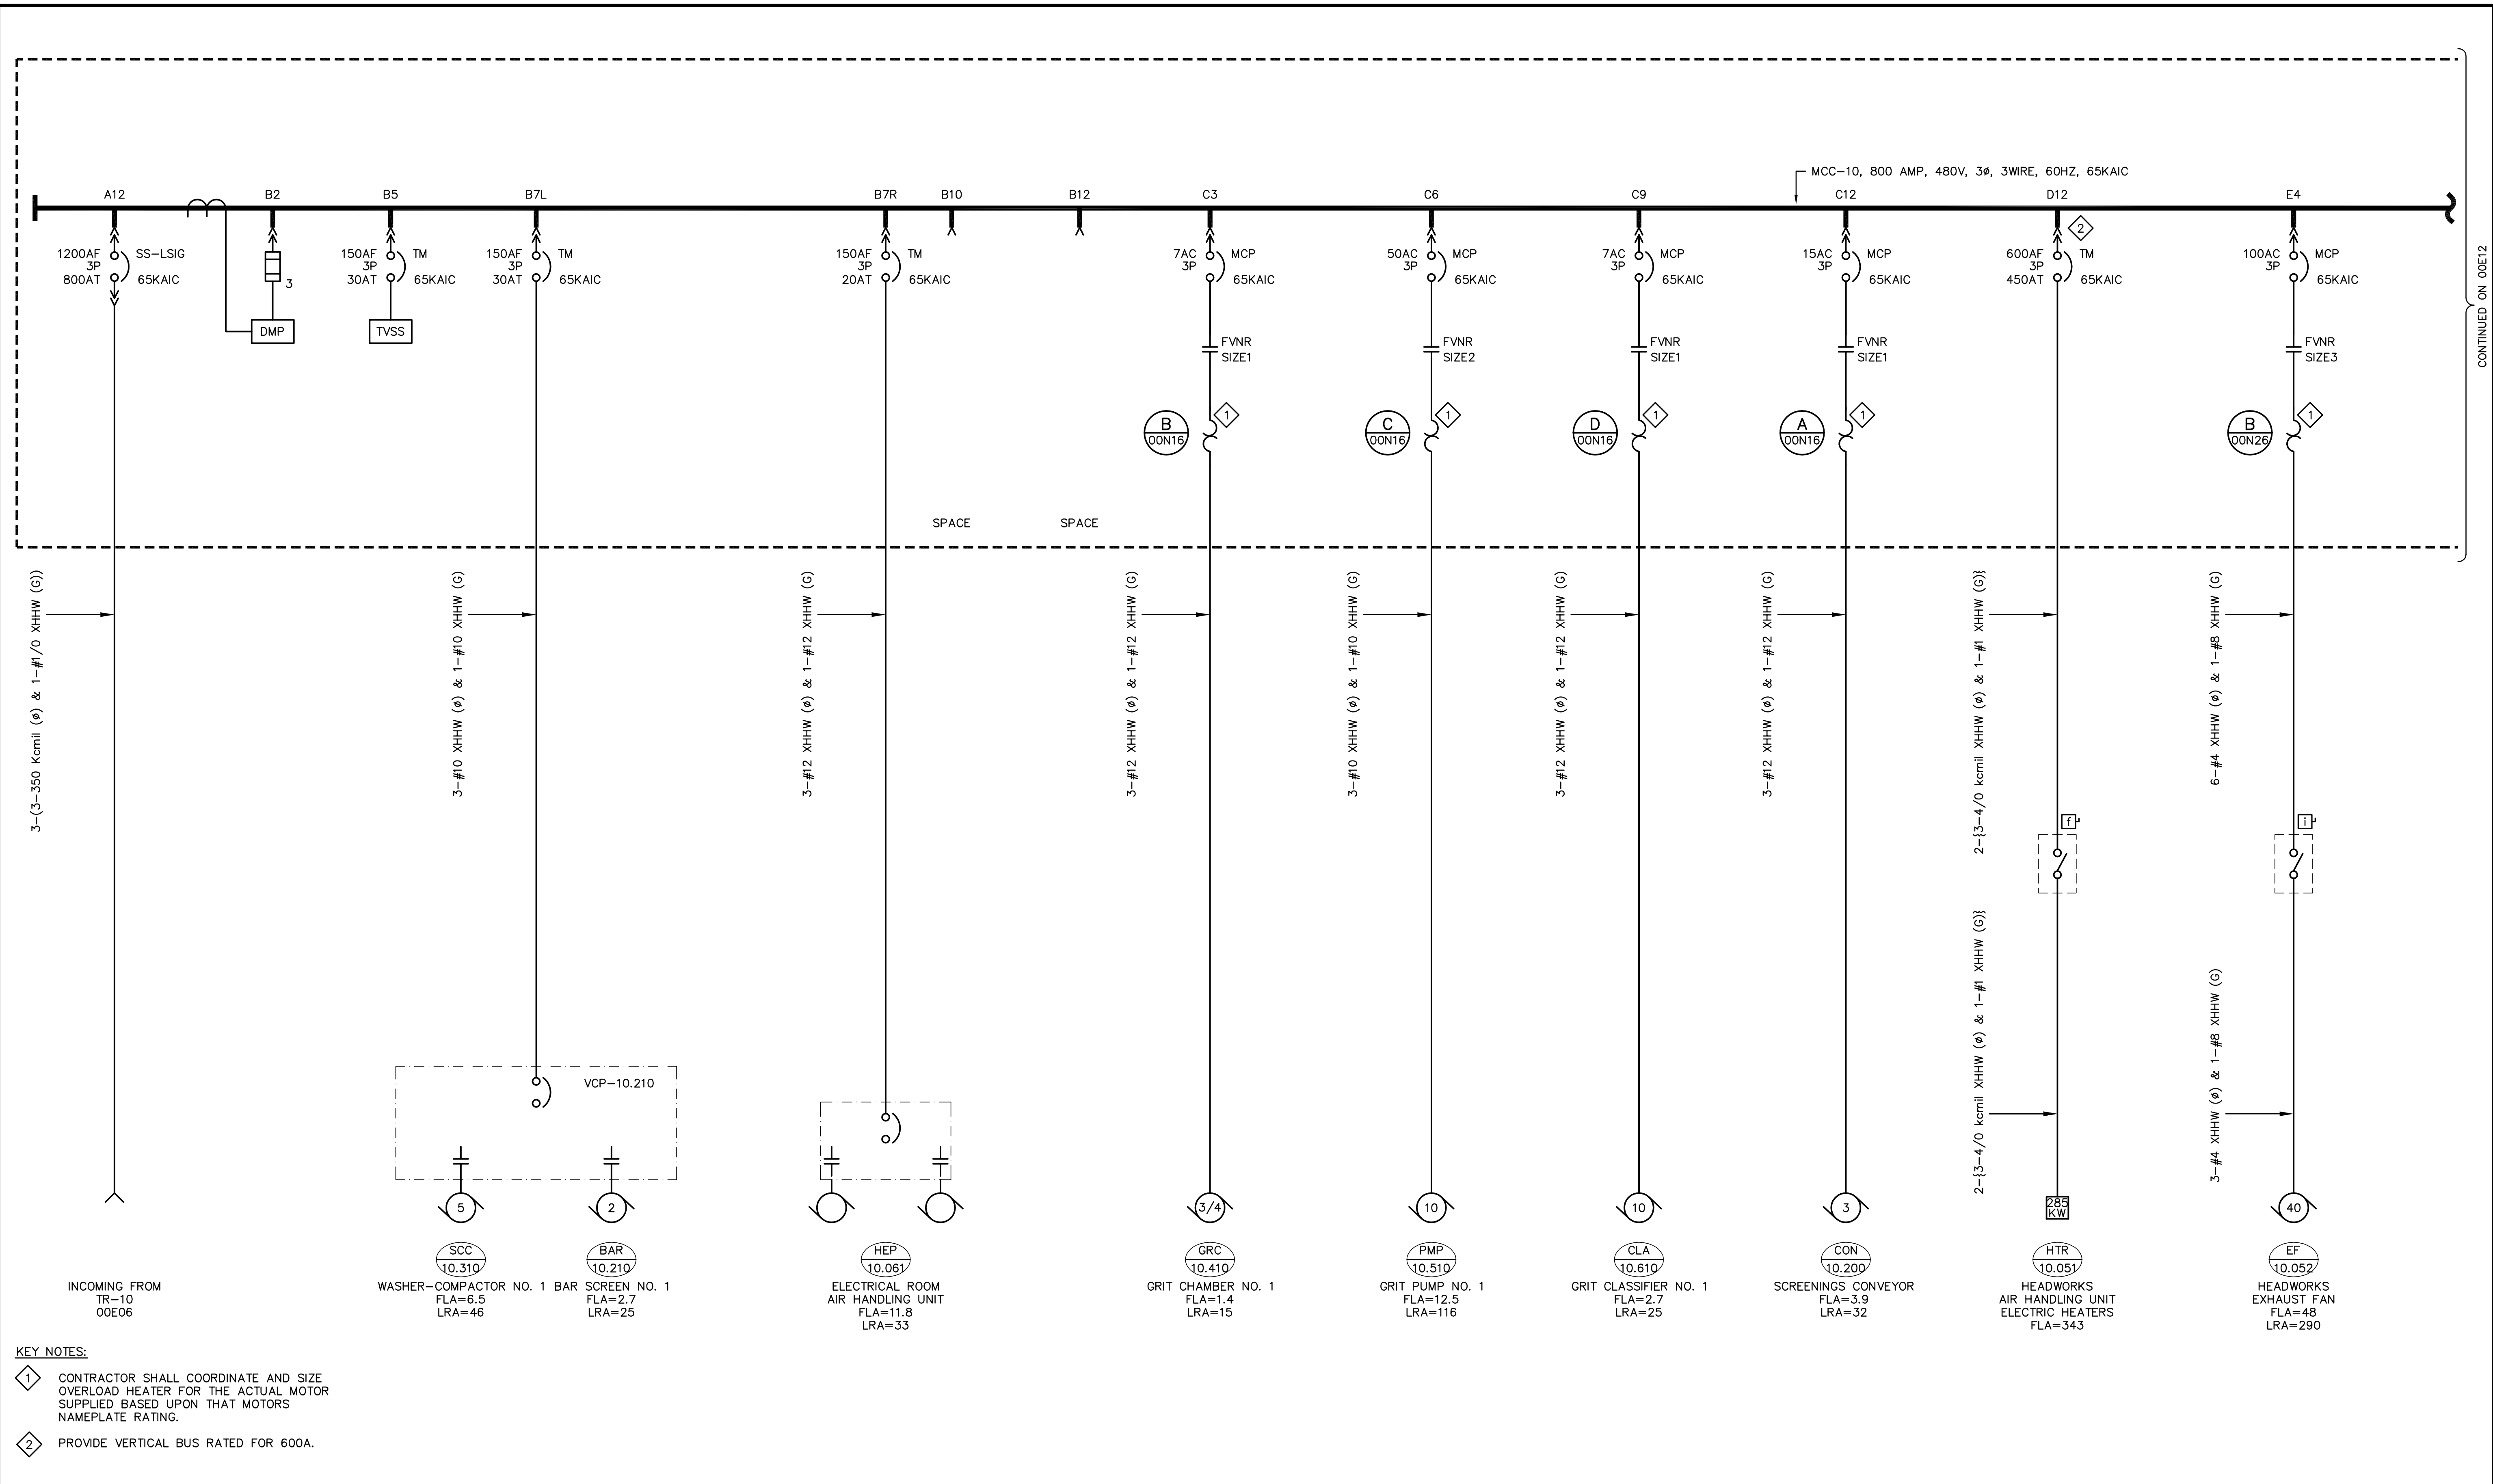 MCC-10, 800 AMP, 480V, 3ø, 3WIRE, 60HZ, 65KAIC
A12
B2
B5
B7L
B7R
B10
B12
C3
C6
C9
C12
D12
E4
2
1200AF
3P
800AT
SS-LSIG
65KAIC
3
DMP
150AF
3P
30AT
TM
65KAIC
TVSS
150AF
3P
30AT
TM
65KAIC
150AF
3P
20AT
TM
65KAIC
SPACE
SPACE
7AC
3P
MCP
65KAIC
FVNR
SIZE1
B
00N16
1
50AC
3P
MCP
65KAIC
FVNR
SIZE2
C
00N16
1
7AC
3P
MCP
65KAIC
FVNR
SIZE1
D
00N16
1
15AC
3P
MCP
65KAIC
FVNR
SIZE1
A
00N16
1
600AF
3P
450AT
TM
65KAIC
100AC
3P
MCP
65KAIC
FVNR
SIZE3
B
00N26
1
CONTINUED ON 00E12
3-(3-350 Kcmil (ø) & 1-#1/0 XHHW (G))
3-#10 XHHW (ø) & 1-#10 XHHW (G)
3-#12 XHHW (ø) & 1-#12 XHHW (G)
3-#12 XHHW (ø) & 1-#12 XHHW (G)
3-#10 XHHW (ø) & 1-#10 XHHW (G)
3-#12 XHHW (ø) & 1-#12 XHHW (G)
3-#12 XHHW (ø) & 1-#12 XHHW (G)
2-{3-4/0 kcmil XHHW (ø) & 1-#1 XHHW (G)}
6-#4 XHHW (ø) & 1-#8 XHHW (G)
f
i
2-{3-4/0 kcmil XHHW (ø) & 1-#1 XHHW (G)}
3-#4 XHHW (ø) & 1-#8 XHHW (G)
VCP-10.210
5
2
3/4
10
10
3
285
KW
40
INCOMING FROM
TR-10
00E06
SCC
10.310
WASHER-COMPACTOR NO. 1
FLA=6.5
LRA=46
BAR
10.210
BAR SCREEN NO. 1
FLA=2.7
LRA=25
HEP
10.061
ELECTRICAL ROOM
AIR HANDLING UNIT
FLA=11.8
LRA=33
GRC
10.410
GRIT CHAMBER NO. 1
FLA=1.4
LRA=15
PMP
10.510
GRIT PUMP NO. 1
FLA=12.5
LRA=116
CLA
10.610
GRIT CLASSIFIER NO. 1
FLA=2.7
LRA=25
CON
10.200
SCREENINGS CONVEYOR
FLA=3.9
LRA=32
HTR
10.051
HEADWORKS
AIR HANDLING UNIT
ELECTRIC HEATERS
FLA=343
EF
10.052
HEADWORKS
EXHAUST FAN
FLA=48
LRA=290
KEY NOTES:
1
CONTRACTOR SHALL COORDINATE AND SIZE
OVERLOAD HEATER FOR THE ACTUAL MOTOR
SUPPLIED BASED UPON THAT MOTORS
NAMEPLATE RATING.
2
PROVIDE VERTICAL BUS RATED FOR 600A.